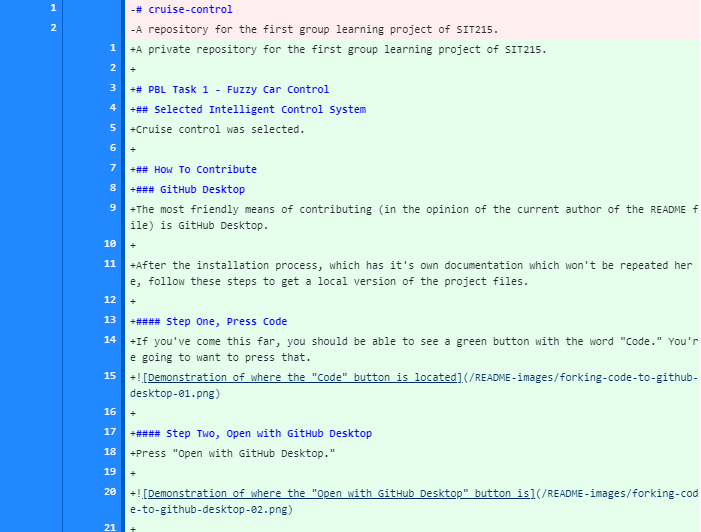 1 -# cruise-control
2 -A repository for the first group learning project of SIT215.
1 +A private repository for the first group learning project of SIT215.
2 +
3 +# PBL Task 1 - Fuzzy Car Control
4 +## Selected Intelligent Control System
5 +Cruise control was selected.
6 +
7 +## How To Contribute
8 +### GitHub Desktop
9 +The most friendly means of contributing (in the opinion of the current author of the README f
ile) is GitHub Desktop.
10 +
11 +After the installation process, which has it's own documentation which won't be repeated her
e, follow these steps to get a local version of the project files.
12 +
13 +#### Step One, Press Code
14 +If you've come this far, you should be able to see a green button with the word "Code." You'r
e going to want to press that.
15 +![Demonstration of where the "Code" button is located](/README-images/forking-code-to-github-
desktop-01.png)
16 +
17 +#### Step Two, Open with GitHub Desktop
18 +Press "Open with GitHub Desktop."
19 +
20 +![Demonstration of where the "Open with GitHub Desktop" button is](/README-images/forking-cod
e-to-github-desktop-02.png)
21 +